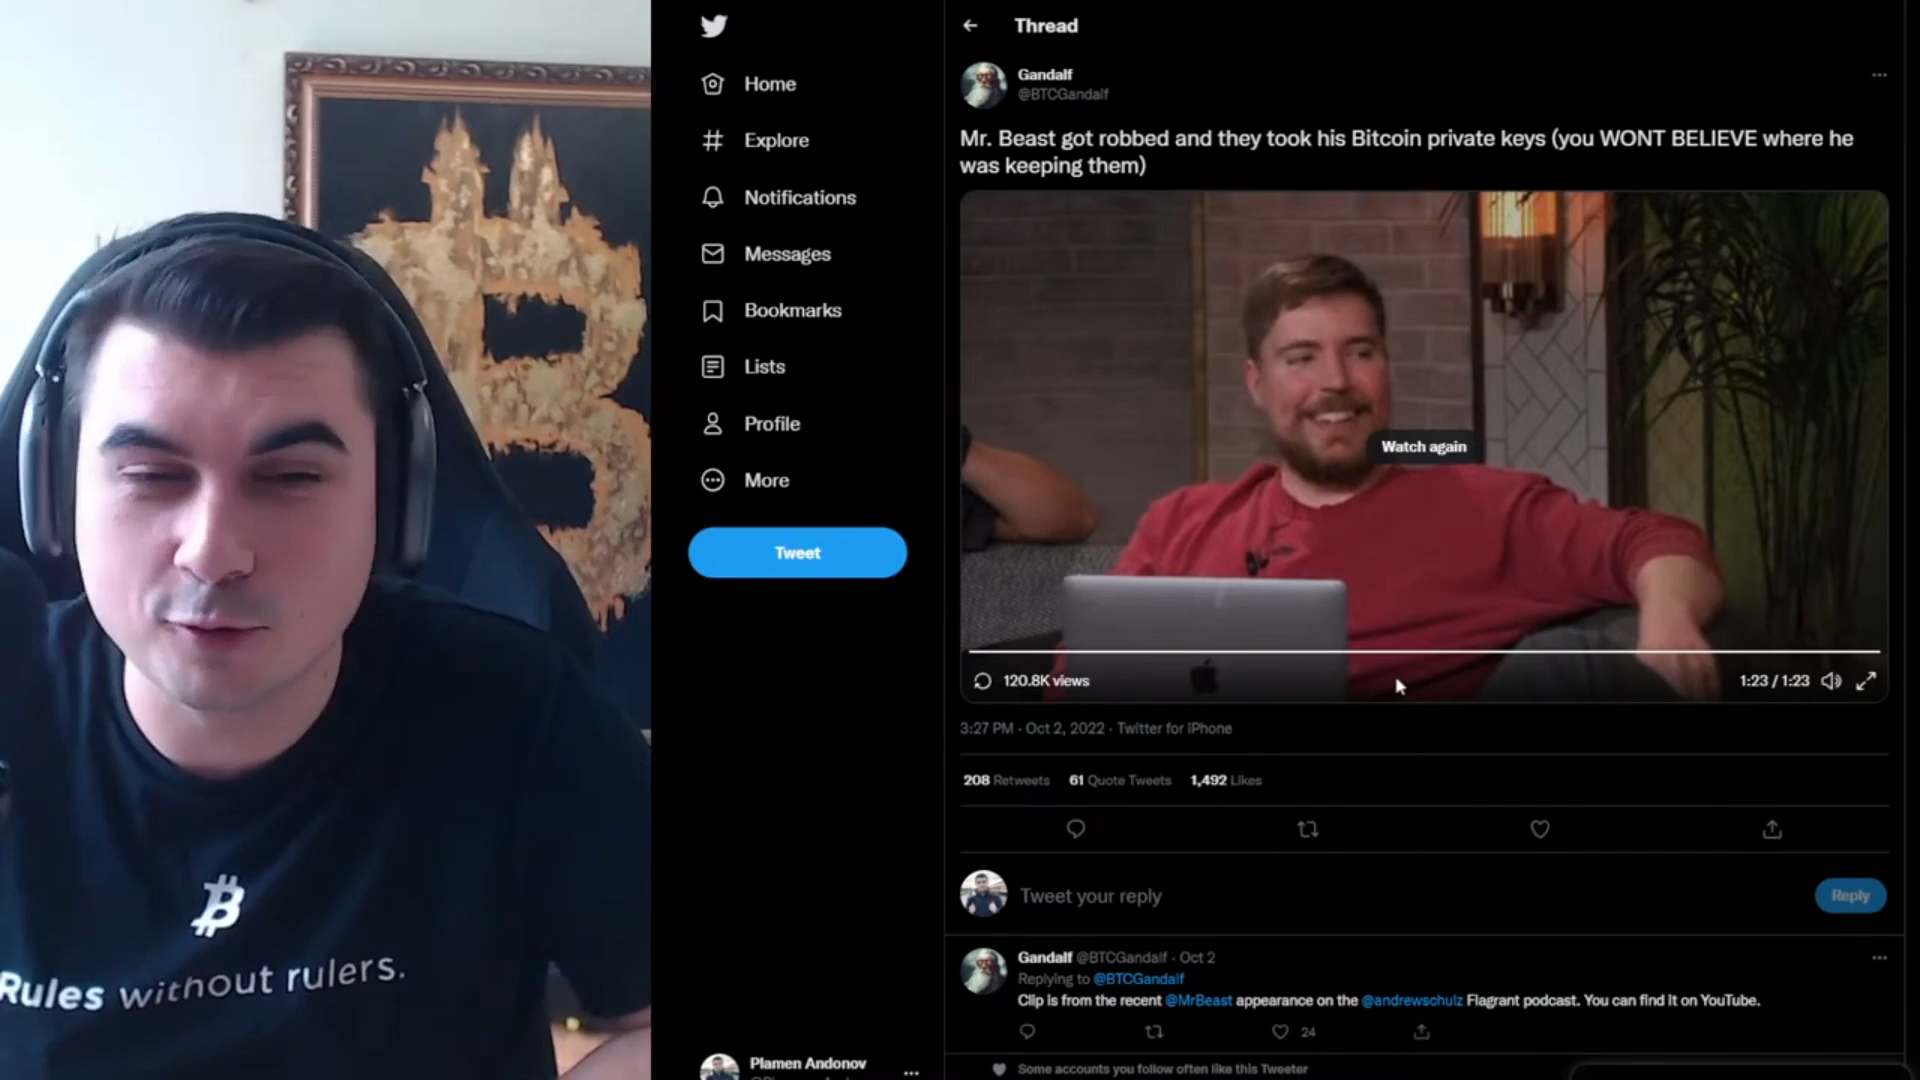 Rules without rulers.
Home
Explore
Notifications
Messages
Bookmarks
Lists
Profile
More
Tweet
Plamen Andonov
Thread
Gandalf
@BTCGandalf
Mr. Beast got robbed and they took his Bitcoin private keys (you WONT BELIEVE where he
was keeping them)
Watch again
120.8K views
1:23 / 1:23
3:27 PM · Oct 2, 2022 · Twitter for iPhone
208 Retweets 61 Quote Tweets 1,492 Likes
Tweet your reply
Reply
Gandalf @BTCGandalf · Oct 2
Replying to @BTCGandalf
Clip is from the recent @MrBeast appearance on the @andrewschulz Flagrant podcast. You can find it on YouTube.
24
Some accounts you follow often like this Tweeter